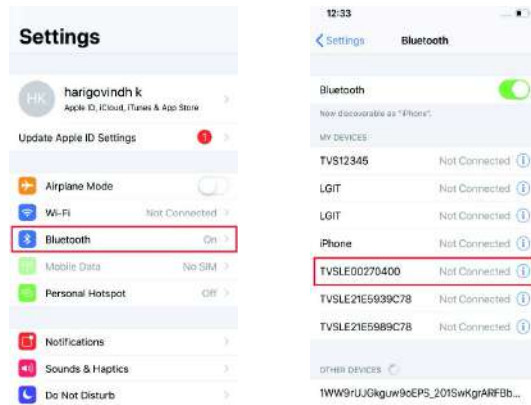 Settings
HK
harigovindh k
Apple ID, iCloud, iTunes & App Store
Update Apple ID Settings
1
Airplane Mode
Wi-Fi Not Connected
Bluetooth On
Mobile Data No SIM
Personal Hotspot Off
Notifications
Sounds & Haptics
Do Not Disturb
12:33
Settings Bluetooth
Bluetooth
Now discoverable as "iPhone".
MY DEVICES
TVS12345 Not Connected
LGIT Not Connected
LGIT Not Connected
iPhone Not Connected
TVSLE00270400 Not Connected
TVSLE21E5939C78 Not Connected
TVSLE21E5989C78 Not Connected
OTHER DEVICES
1WW9rUJGkguw9oEPS_201SwKgrARFBb...